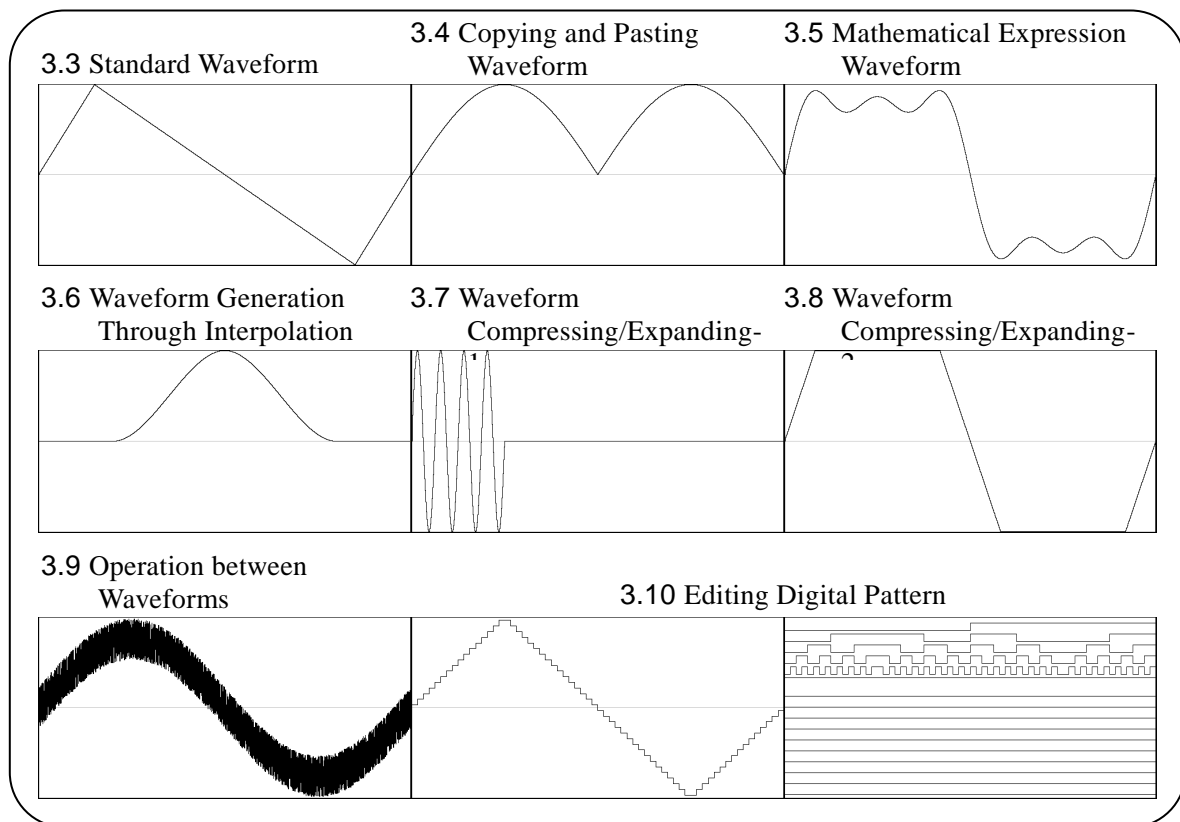 3.3 Standard Waveform
3.4 Copying and Pasting
Waveform
3.5 Mathematical Expression
Waveform
3.6 Waveform Generation
Through Interpolation
3.7 Waveform
Compressing/Expanding-
3.8 Waveform
Compressing/Expanding-
3.9 Operation between
Waveforms
3.10 Editing Digital Pattern